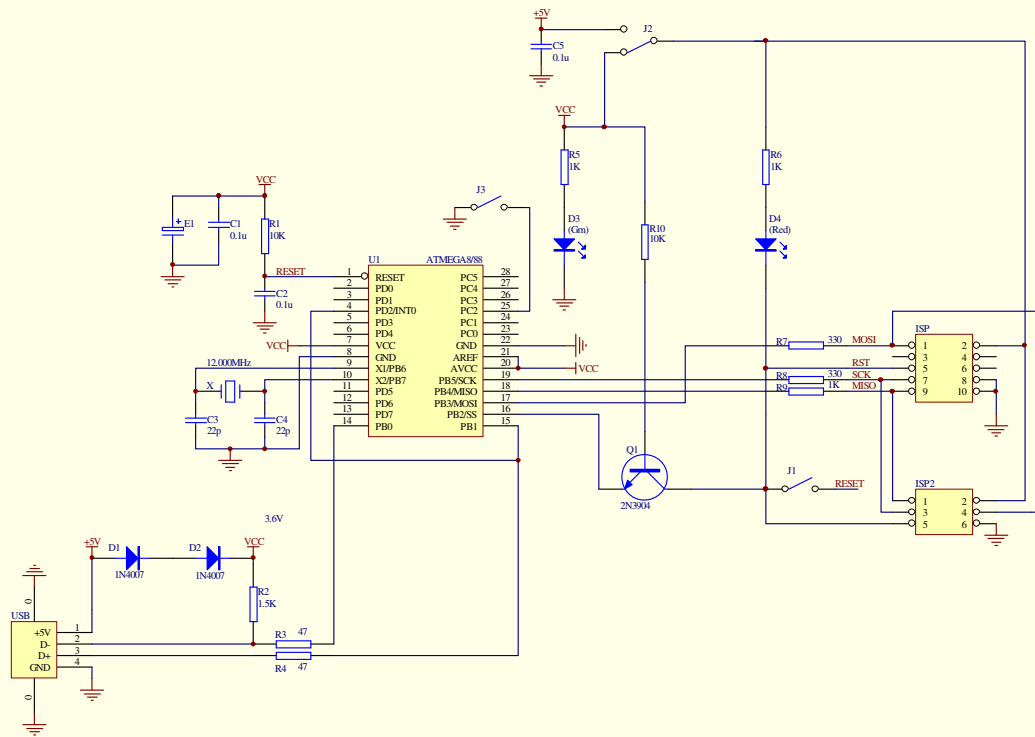 +5V
J2
C5
0.1u
VCC
R5
1K
R6
1K
J3
VCC
E1
C1
0.1u
R1
10K
D3
(Grn)
R10
10K
D4
(Red)
U1
ATMEGA8/88
RESET
C2
0.1u
1
2
3
4
5
6
7
8
9
10
11
12
13
14
RESET
PD0
PD1
PD2/INT0
PD3
PD4
VCC
GND
X1/PB6
X2/PB7
PD5
PD6
PD7
PB0
PC5
PC4
PC3
PC2
PC1
PC0
GND
AREF
AVCC
PB5/SCK
PB4/MISO
PB3/MOSI
PB2/SS
PB1
28
27
26
25
24
23
22
21
20
19
18
17
16
15
VCC
VCC
12.000MHz
X
C3
22p
C4
22p
R7
330
MOSI
RST
R8
330
SCK
R9
1K
MISO
ISP
1
3
5
7
9
2
4
6
8
10
Q1
2N3904
J1
RESET
ISP2
1
3
5
2
4
6
3.6V
+5V
D1
1N4007
D2
1N4007
VCC
R2
1.5K
0
USB
+5V
D-
D+
GND
1
2
3
4
R3
47
R4
47
0